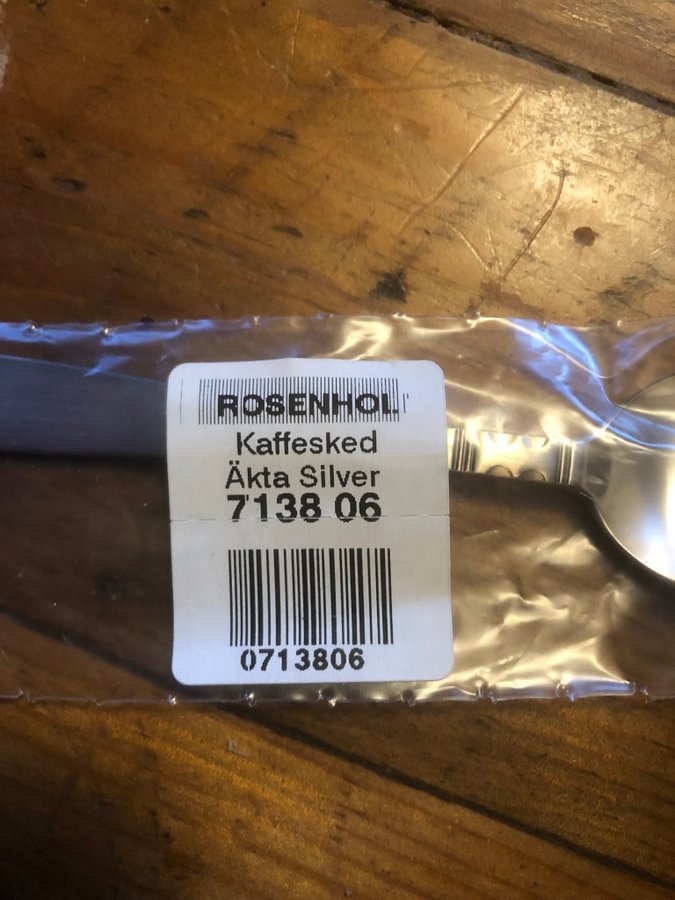 ROSENHOL
Kaffesked
Äkta Silver
7138 06
0713806